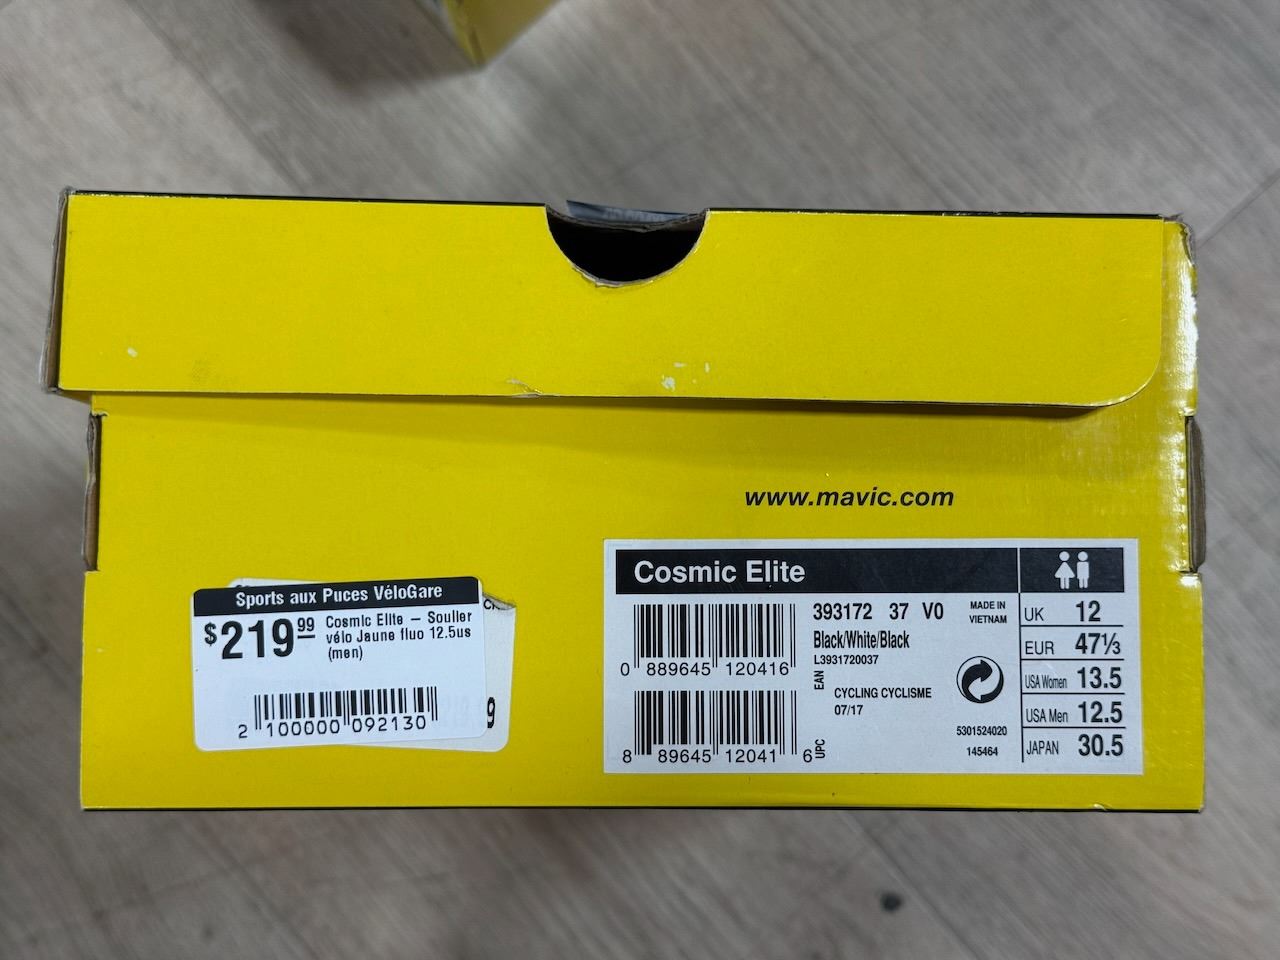 www.mavic.com
Sports aux Puces VéloGare
$219.99
Cosmic Elite – Soulier
vélo Jaune fluo 12.5us
(men)
2 100000 092130
9
Cosmic Elite
393172 37 V0
Black/White/Black
L3931720037
MADE IN
VIETNAM
0 889645 120416
EAN
CYCLING CYCLISME
07/17
8 89645 12041 6
UPC
5301524020
145464
UK 12
EUR 47⅓
USA Women 13.5
USA Men 12.5
JAPAN 30.5